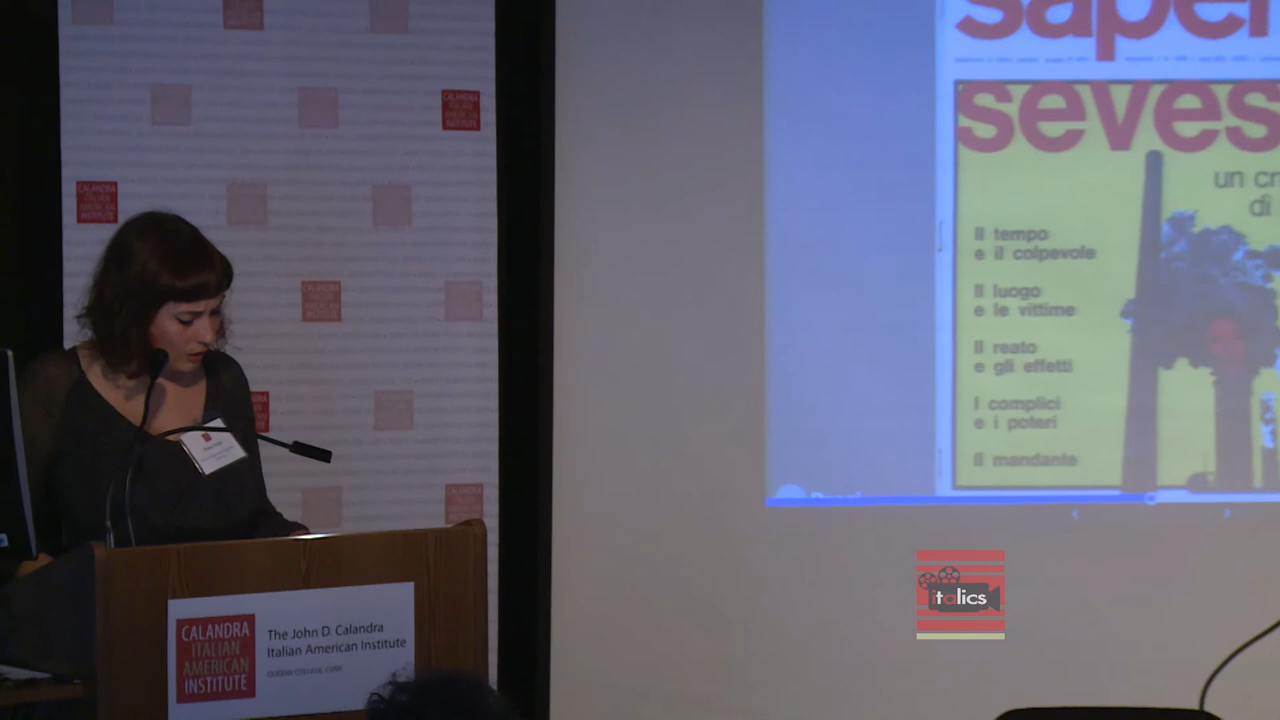 CALANDRA
ITALIAN
AMERICAN
INSTITUTE
CALANDRA
ITALIAN
AMERICAN
INSTITUTE
CALANDRA
ITALIAN
AMERICAN
INSTITUTE
CALANDRA
ITALIAN
AMERICAN
INSTITUTE
CALANDRA
ITALIAN
AMERICAN
INSTITUTE
The John D. Calandra
Italian American Institute
QUEENS COLLEGE, CUNY
saper
seves
un cr
di
Il tempo
e il colpevole
Il luogo
e le vittime
Il reato
e gli effetti
I complici
e i poteri
Il mandante
italics